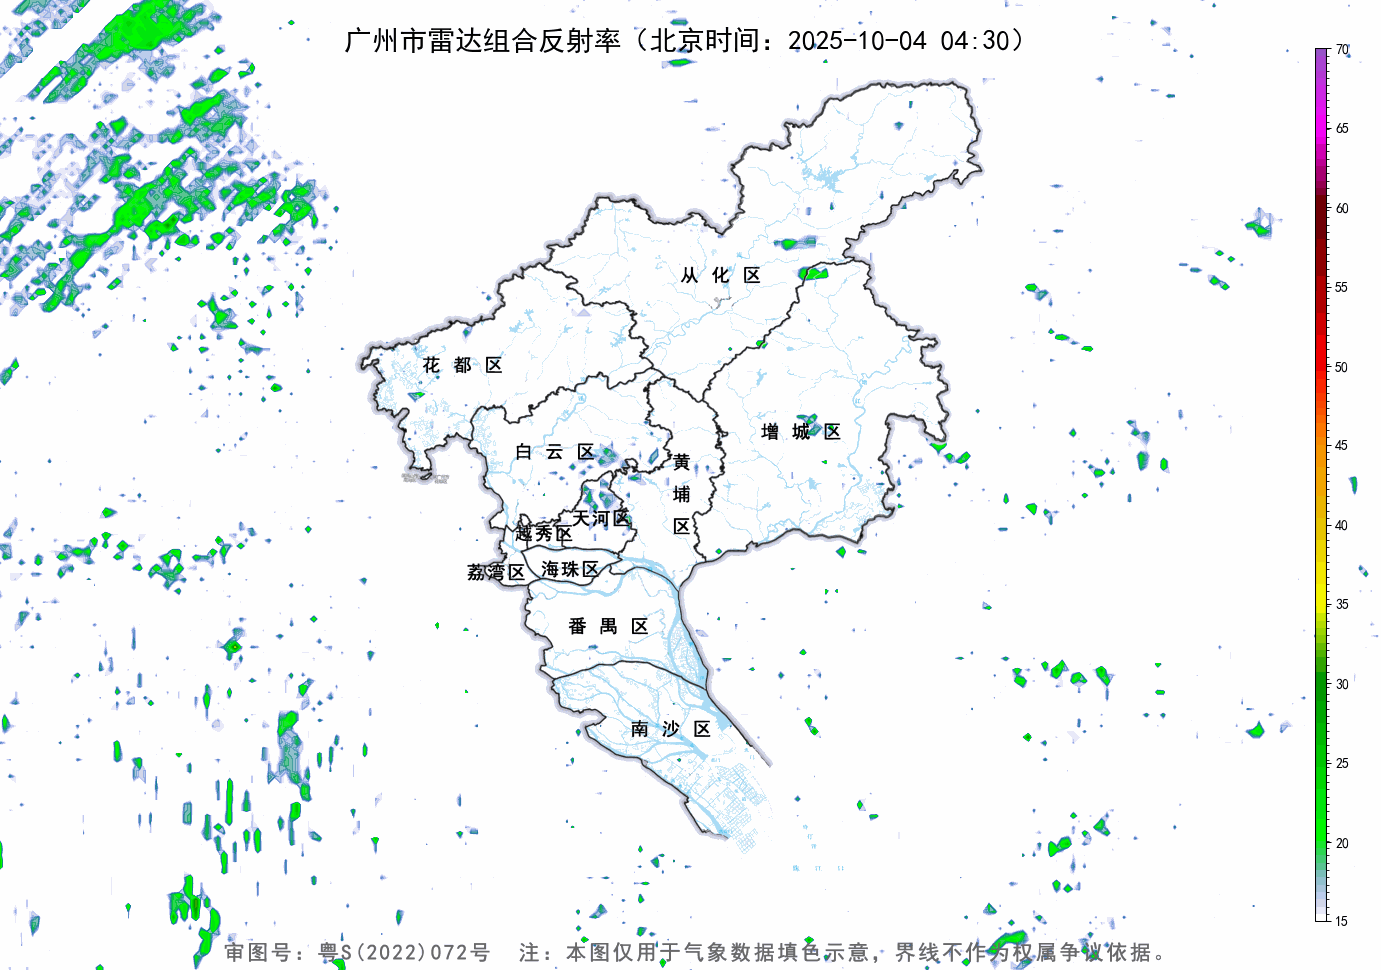 广州市雷达组合反射率（北京时间：2025-10-04 04:30）
70
65
60
55
50
45
40
35
30
25
20
15
从化区
花都区
增城区
白云区
黄埔区
天河区
越秀区
荔湾区
海珠区
番禺区
南沙区
审图号：粤S(2022)072号 注：本图仅用于气象数据填色示意，界线不作为权属争议依据。